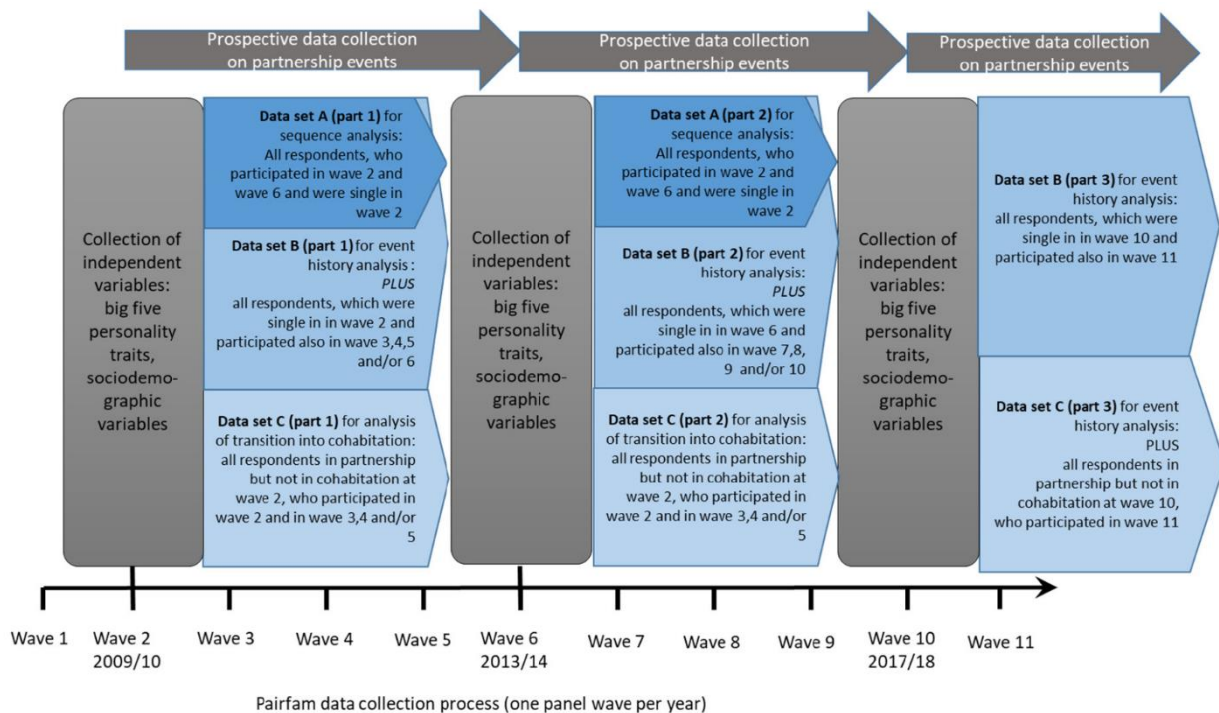 Prospective data collection
on partnership events
Prospective data collection
on partnership events
Prospective data collection
on partnership events
Collection of
independent
variables:
big five
personality
traits,
sociodemo-
graphic
variables
Data set A (part 1) for
sequence analysis:
All respondents, who
participated in wave 2 and
wave 6 and were single in
wave 2
Data set B (part 1) for event
history analysis :
PLUS
all respondents, which were
single in in wave 2 and
participated also in wave 3,4,5
and/or 6
Data set C (part 1) for analysis
of transition into cohabitation:
all respondents in partnership
but not in cohabitation at
wave 2, who participated in
wave 2 and in wave 3,4 and/or
5
Collection of
independent
variables:
big five
personality
traits,
sociodemo-
graphic
variables
Data set A (part 2) for
sequence analysis:
All respondents, who
participated in wave 2 and
wave 6 and were single in
wave 2
Data set B (part 2) for event
history analysis:
PLUS
all respondents, which were
single in in wave 6 and
participated also in wave 7,8,
9 and/or 10
Data set C (part 2) for analysis
of transition into cohabitation:
all respondents in partnership
but not in cohabitation at
wave 2, who participated in
wave 2 and in wave 3,4 and/or
5
Collection of
independent
variables:
big five
personality
traits,
sociodemo-
graphic
variables
Data set B (part 3) for event
history analysis:
all respondents, which were
single in in wave 10 and
participated also in wave 11
Data set C (part 3) for event
history analysis:
PLUS
all respondents in
partnership but not in
cohabitation at wave 10,
who participated in wave 11
Wave 1
Wave 2
2009/10
Wave 3
Wave 4
Wave 5
Wave 6
2013/14
Wave 7
Wave 8
Wave 9
Wave 10
2017/18
Wave 11
Pairfam data collection process (one panel wave per year)